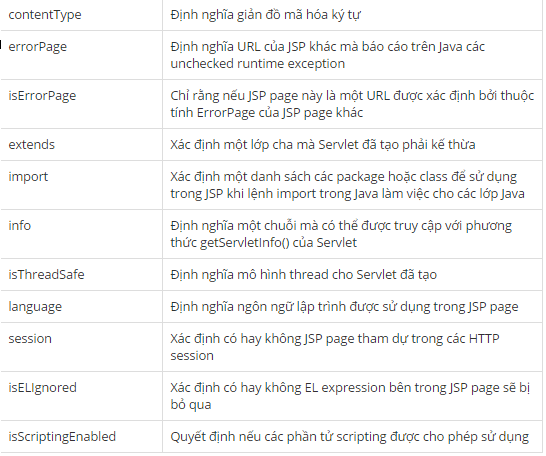 contentType
Định nghĩa giản đồ mã hóa ký tự
errorPage
Định nghĩa URL của JSP khác mà báo cáo trên Java các
unchecked runtime exception
isErrorPage
Chỉ rằng nếu JSP page này là một URL được xác định bởi thuộc
tính ErrorPage của JSP page khác
extends
Xác định một lớp cha mà Servlet đã tạo phải kế thừa
import
Xác định một danh sách các package hoặc class để sử dụng
trong JSP khi lệnh import trong Java làm việc cho các lớp Java
info
Định nghĩa một chuỗi mà có thể được truy cập với phương
thức getServletInfo() của Servlet
isThreadSafe
Định nghĩa mô hình thread cho Servlet đã tạo
language
Định nghĩa ngôn ngữ lập trình được sử dụng trong JSP page
session
Xác định có hay không JSP page tham dự trong các HTTP
session
isELIgnored
Xác định có hay không EL expression bên trong JSP page sẽ bị
bỏ qua
isScriptingEnabled
Quyết định nếu các phần tử scripting được cho phép sử dụng